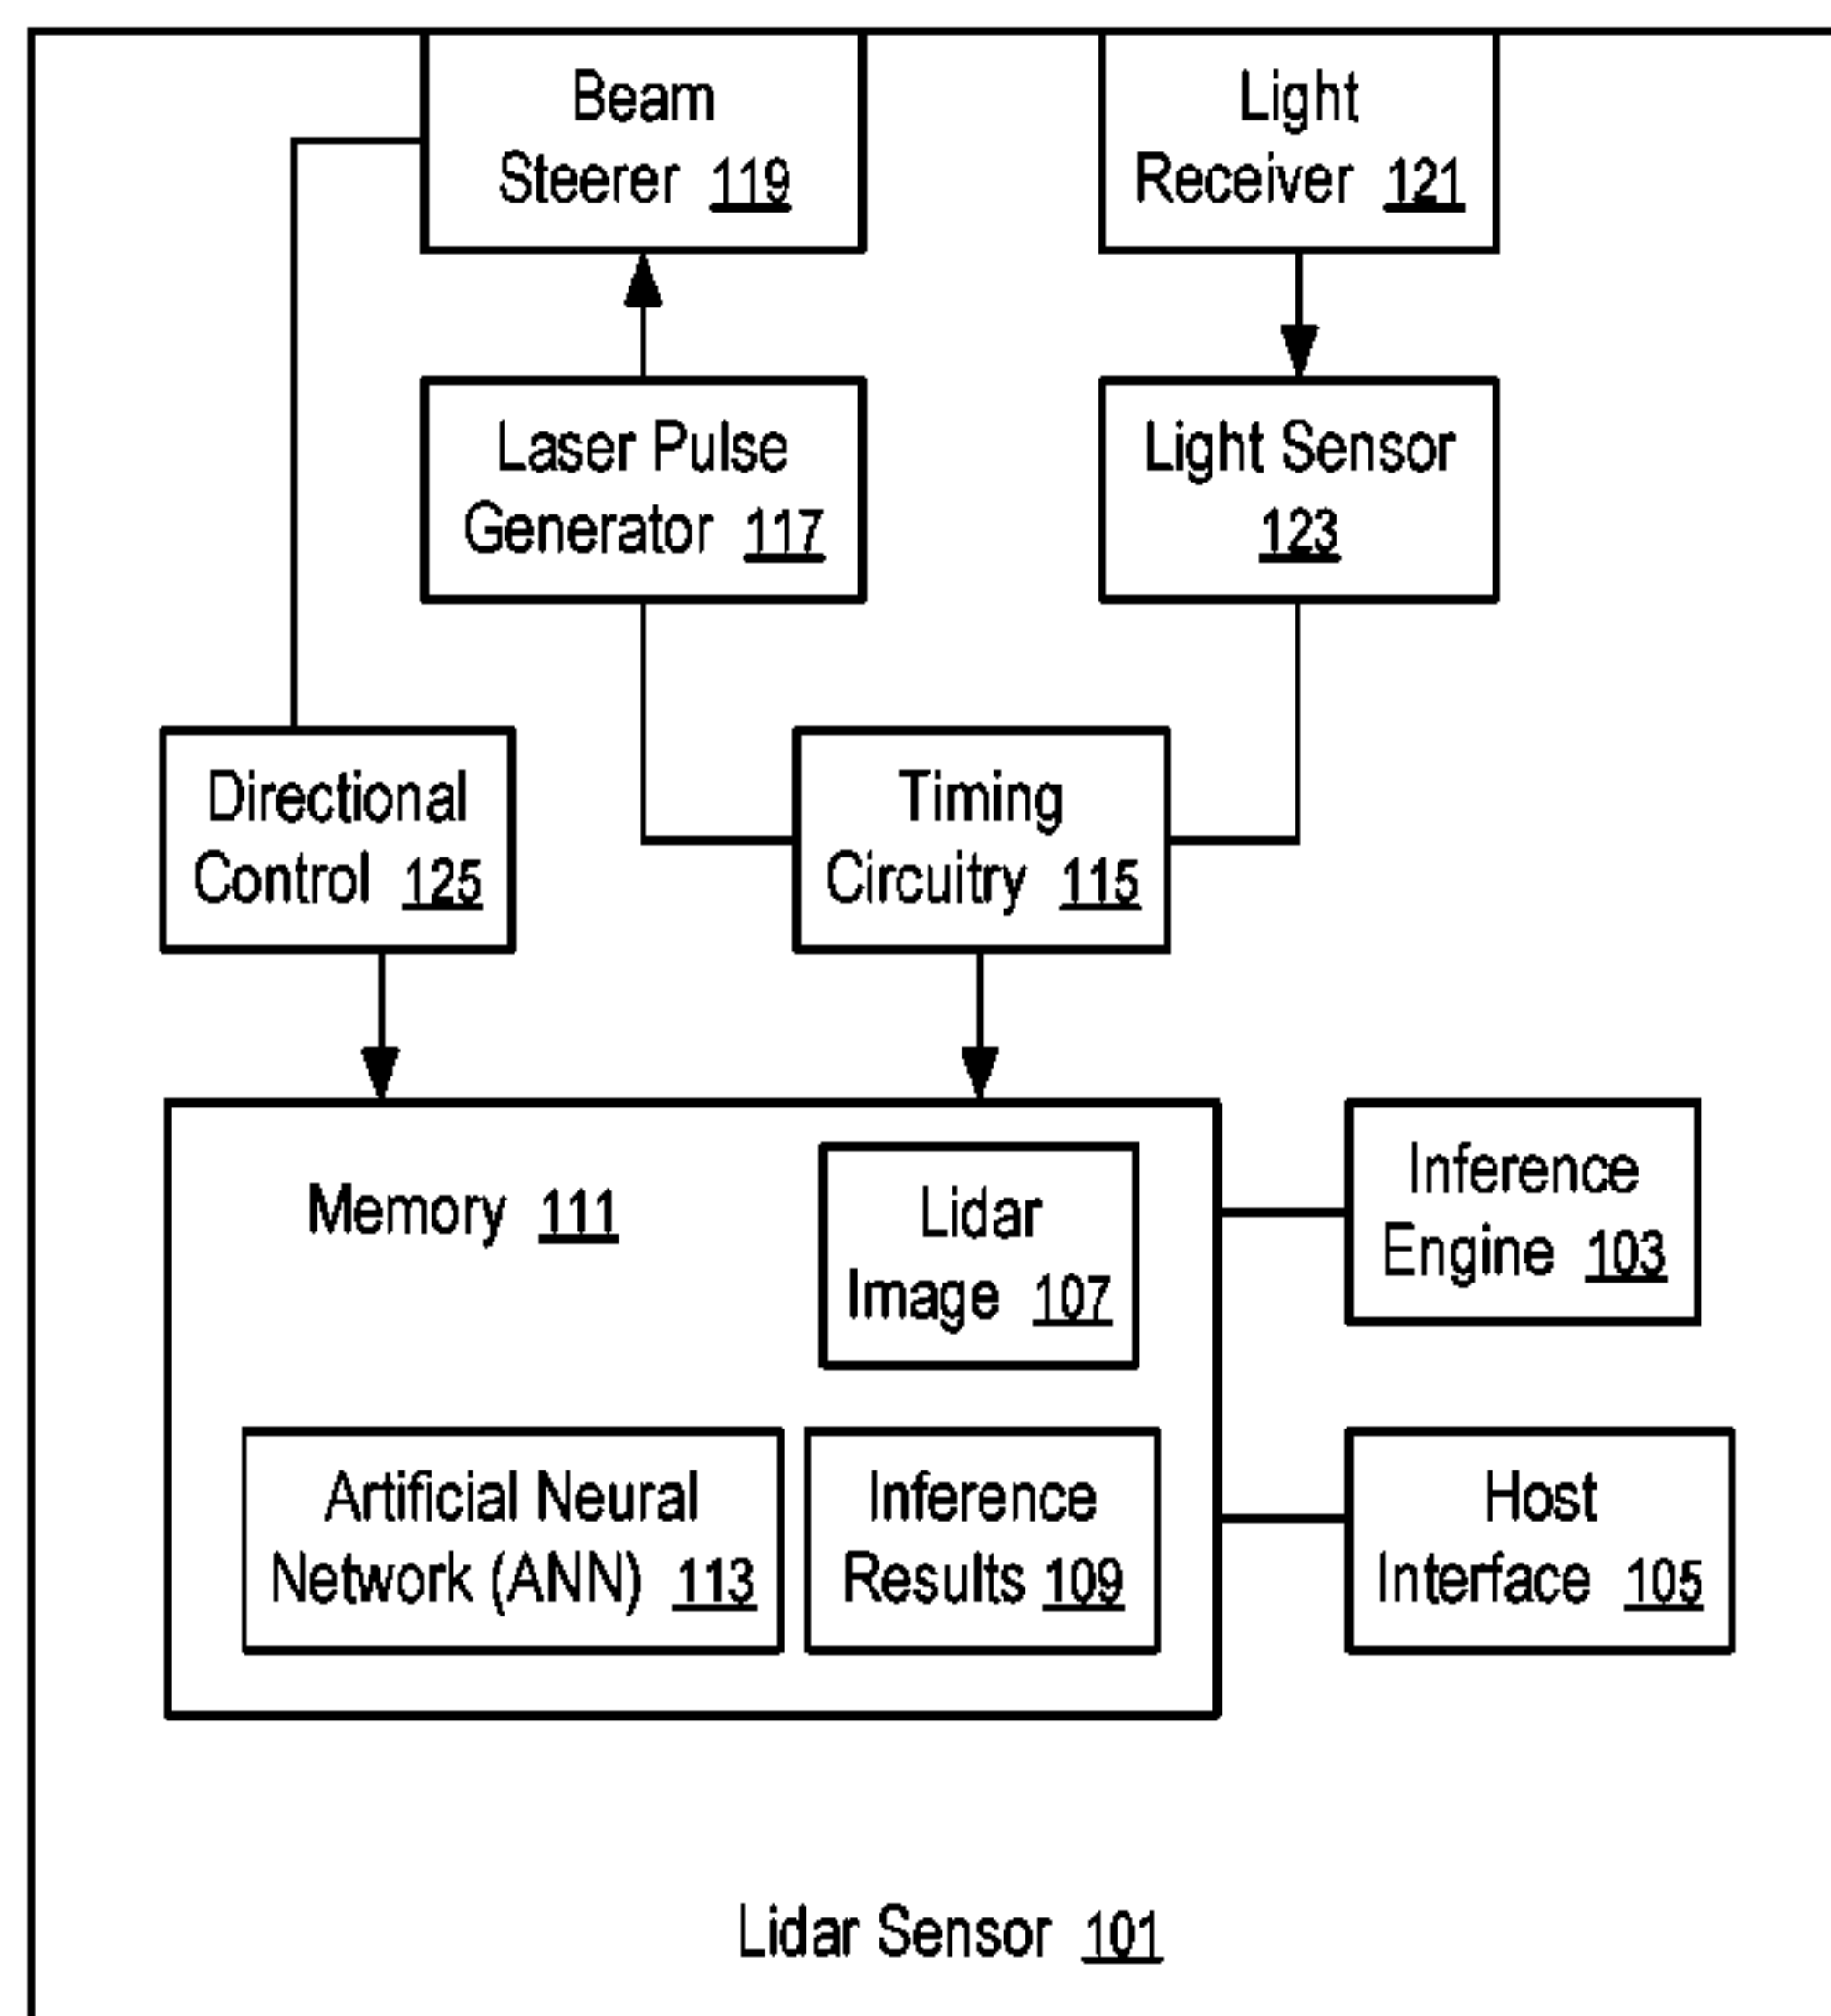 Beam
Steerer 119
Light
Receiver 121
Laser Pulse
Generator 117
Light Sensor
123
Directional
Control 125
Timing
Circuitry 115
Memory 111
Lidar
Image 107
Inference
Engine 103
Artificial Neural
Network (ANN) 113
Inference
Results 109
Host
Interface 105
Lidar Sensor 101